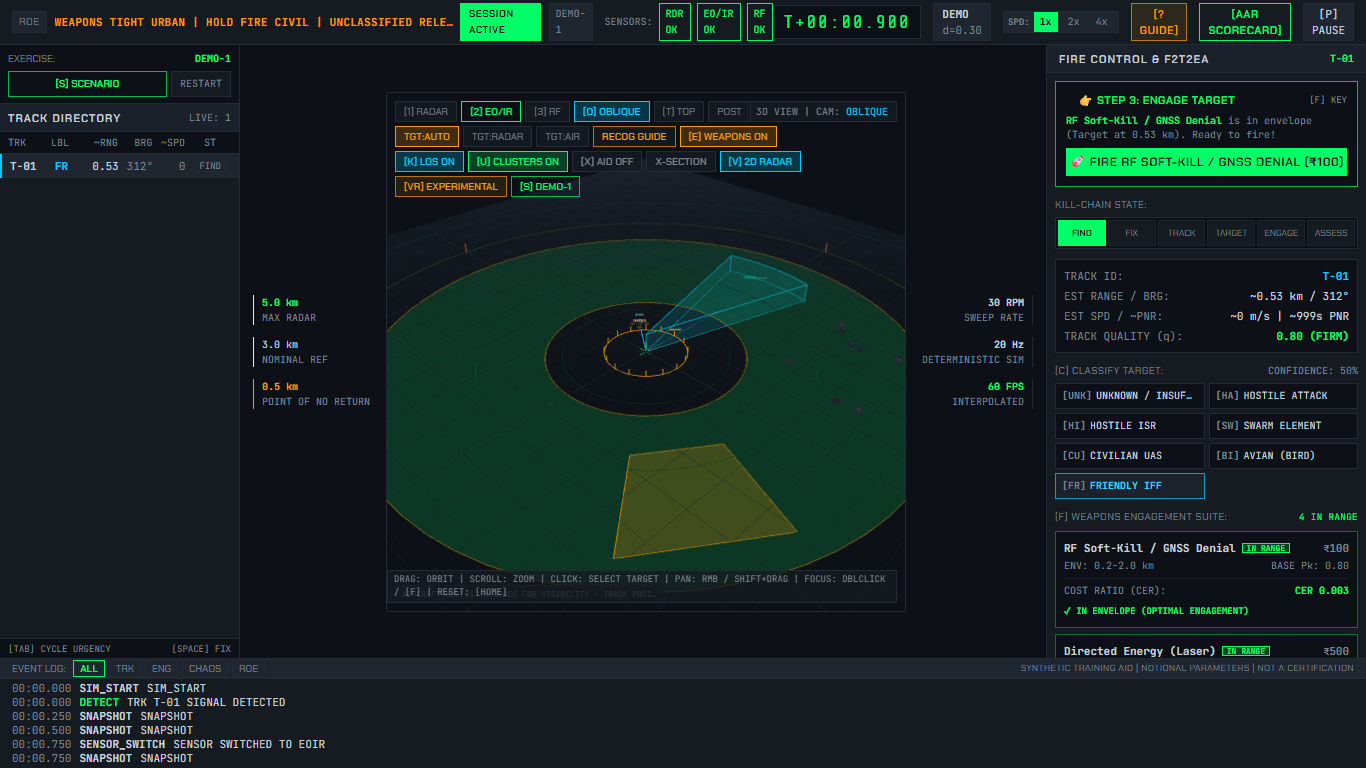 ROE WEAPONS TIGHT URBAN | HOLD FIRE CIVIL | UNCLASSIFIED RELE…
SESSION ACTIVE
DEMO-1
SENSORS: RDR OK EO/IR OK RF OK
T+00:00.900
DEMO d=0.30
SPD: 1x 2x 4x
[? GUIDE]
[AAR SCORECARD]
[P] PAUSE
EXERCISE: DEMO-1
[S] SCENARIO RESTART
TRACK DIRECTORY LIVE: 1
TRK LBL ~RNG BRG ~SPD ST
T-01 FR 0.53 312° 0 FIND
[TAB] CYCLE URGENCY [SPACE] FIX
[1] RADAR [2] EO/IR [3] RF [O] OBLIQUE [T] TOP POST 3D VIEW | CAM: OBLIQUE
TGT:AUTO TGT:RADAR TGT:AIR RECOG GUIDE [E] WEAPONS ON
[K] LOS ON [U] CLUSTERS ON [X] AID OFF X-SECTION [V] 2D RADAR
[VR] EXPERIMENTAL [S] DEMO-1
5.0 km
MAX RADAR
3.0 km
NOMINAL REF
0.5 km
POINT OF NO RETURN
30 RPM
SWEEP RATE
20 Hz
DETERMINISTIC SIM
60 FPS
INTERPOLATED
DRAG: ORBIT | SCROLL: ZOOM | CLICK: SELECT TARGET | PAN: RMB / SHIFT+DRAG | FOCUS: DBLCLICK
/ [F] | RESET: [HOME]
FIRE CONTROL & F2T2EA T-01
👉 STEP 3: ENGAGE TARGET [F] KEY
RF Soft-Kill / GNSS Denial is in envelope
(Target at 0.53 km). Ready to fire!
🚀 FIRE RF SOFT-KILL / GNSS DENIAL (₹100)
KILL-CHAIN STATE:
FIND FIX TRACK TARGET ENGAGE ASSESS
TRACK ID: T-01
EST RANGE / BRG: ~0.53 km / 312°
EST SPD / ~PNR: ~0 m/s | ~999s PNR
TRACK QUALITY (q): 0.80 (FIRM)
[C] CLASSIFY TARGET: CONFIDENCE: 50%
[UNK] UNKNOWN / INSUF… [HA] HOSTILE ATTACK
[HI] HOSTILE ISR [SW] SWARM ELEMENT
[CU] CIVILIAN UAS [BI] AVIAN (BIRD)
[FR] FRIENDLY IFF
[F] WEAPONS ENGAGEMENT SUITE: 4 IN RANGE
RF Soft-Kill / GNSS Denial IN RANGE ₹100
ENV: 0.2-2.0 km BASE Pk: 0.80
COST RATIO (CER): CER 0.003
✓ IN ENVELOPE (OPTIMAL ENGAGEMENT)
Directed Energy (Laser) IN RANGE ₹500
EVENT LOG: ALL TRK ENG CHAOS ROE
SYNTHETIC TRAINING AID | NOTIONAL PARAMETERS | NOT A CERTIFICATION
00:00.000 SIM_START SIM_START
00:00.000 DETECT TRK T-01 SIGNAL DETECTED
00:00.250 SNAPSHOT SNAPSHOT
00:00.500 SNAPSHOT SNAPSHOT
00:00.750 SENSOR_SWITCH SENSOR SWITCHED TO EOIR
00:00.750 SNAPSHOT SNAPSHOT